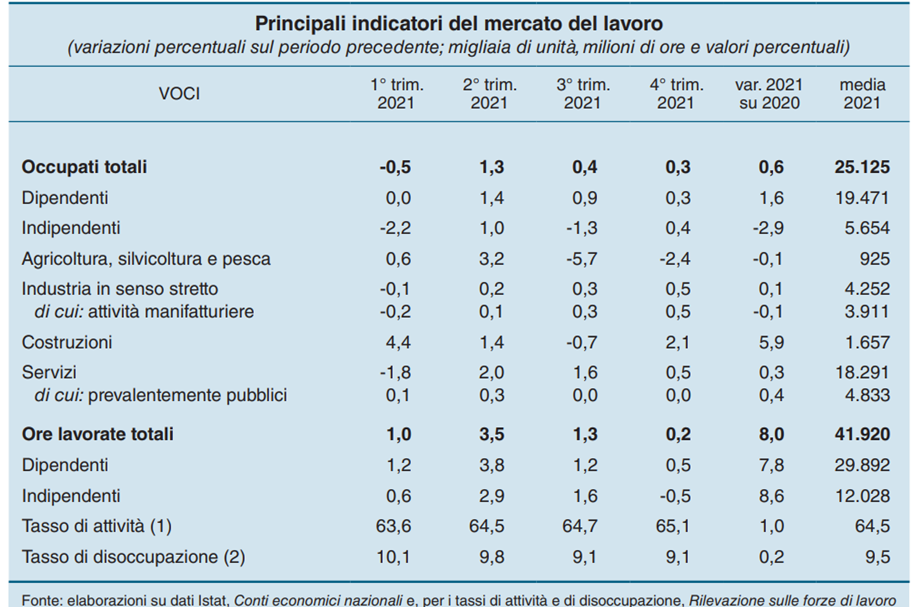 Principali indicatori del mercato del lavoro
(variazioni percentuali sul periodo precedente; migliaia di unità, milioni di ore e valori percentuali)
VOCI 1° trim. 2° trim. 3° trim. 4° trim. var. 2021 media
2021 2021 2021 2021 su 2020 2021
Occupati totali -0,5 1,3 0,4 0,3 0,6 25.125
Dipendenti 0,0 1,4 0,9 0,3 1,6 19.471
Indipendenti -2,2 1,0 -1,3 0,4 -2,9 5.654
Agricoltura, silvicoltura e pesca 0,6 3,2 -5,7 -2,4 -0,1 925
Industria in senso stretto -0,1 0,2 0,3 0,5 0,1 4.252
di cui: attività manifatturiere -0,2 0,1 0,3 0,5 -0,1 3.911
Costruzioni 4,4 1,4 -0,7 2,1 5,9 1.657
Servizi -1,8 2,0 1,6 0,5 0,3 18.291
di cui: prevalentemente pubblici 0,1 0,3 0,0 0,0 0,4 4.833
Ore lavorate totali 1,0 3,5 1,3 0,2 8,0 41.920
Dipendenti 1,2 3,8 1,2 0,5 7,8 29.892
Indipendenti 0,6 2,9 1,6 -0,5 8,6 12.028
Tasso di attività (1) 63,6 64,5 64,7 65,1 1,0 64,5
Tasso di disoccupazione (2) 10,1 9,8 9,1 9,1 0,2 9,5
Fonte: elaborazioni su dati Istat, Conti economici nazionali e, per i tassi di attività e di disoccupazione, Rilevazione sulle forze di lavoro